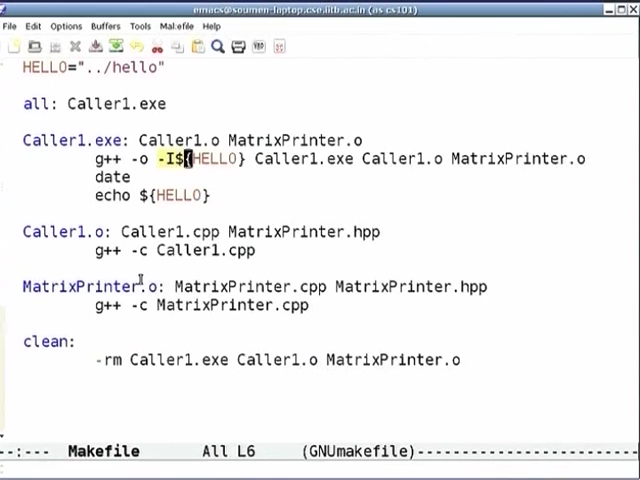 emacs@soumen-laptop.cse.iitb.ac.in (as cs101)
File Edit Options Buffers Tools Makefile Help
HELLO="../hello"
all: Caller1.exe
Caller1.exe: Caller1.o MatrixPrinter.o
g++ -o -I${HELLO} Caller1.exe Caller1.o MatrixPrinter.o
date
echo ${HELLO}
Caller1.o: Caller1.cpp MatrixPrinter.hpp
g++ -c Caller1.cpp
MatrixPrinter.o: MatrixPrinter.cpp MatrixPrinter.hpp
g++ -c MatrixPrinter.cpp
clean:
-rm Caller1.exe Caller1.o MatrixPrinter.o
--:--- Makefile All L6 (GNUmakefile)------------------